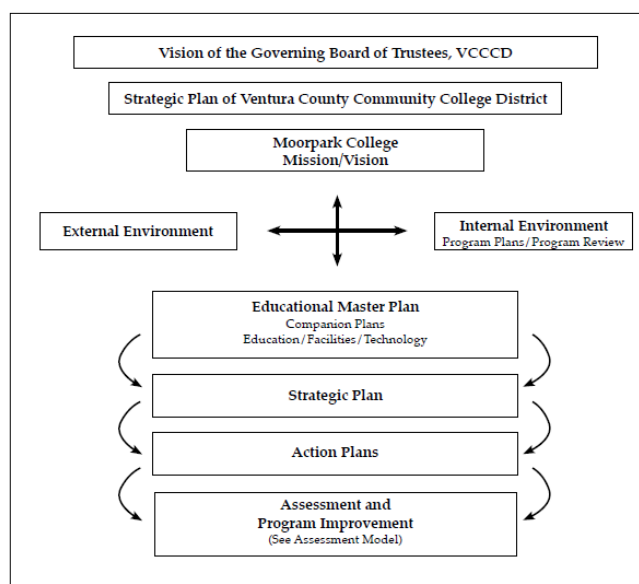 Vision of the Governing Board of Trustees, VCCCD
Strategic Plan of Ventura County Community College District
Moorpark College
Mission/Vision
External Environment
Internal Environment
Program Plans/Program Review
Educational Master Plan
Companion Plans
Education/Facilities/Technology
Strategic Plan
Action Plans
Assessment and
Program Improvement
(See Assessment Model)